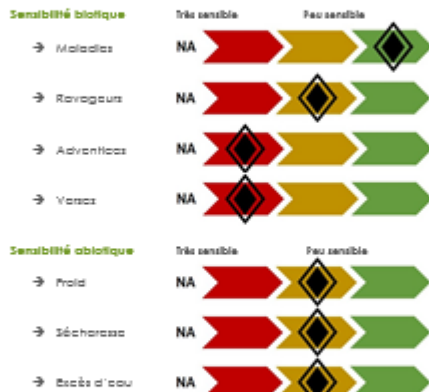 Sensibilité biotique Très sensible Peu sensible
→ Maladies NA
→ Ravageurs NA
→ Adventices NA
→ Verses NA
Sensibilité abiotique Très sensible Peu sensible
→ Froid NA
→ Sécheresse NA
→ Excès d'eau NA